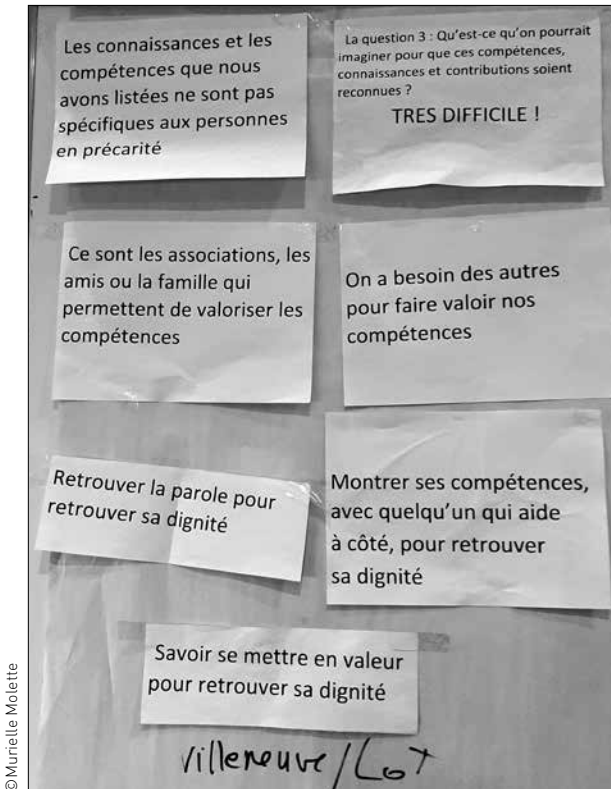 Les connaissances et les
compétences que nous
avons listées ne sont pas
spécifiques aux personnes
en précarité
La question 3 : Qu'est-ce qu'on pourrait
imaginer pour que ces compétences,
connaissances et contributions soient
reconnues ?
TRES DIFFICILE !
Ce sont les associations, les
amis ou la famille qui
permettent de valoriser les
compétences
On a besoin des autres
pour faire valoir nos
compétences
Retrouver la parole pour
retrouver sa dignité
Montrer ses compétences,
avec quelqu'un qui aide
à côté, pour retrouver
sa dignité
Savoir se mettre en valeur
pour retrouver sa dignité
Villeneuve/Lot
©Murielle Molette